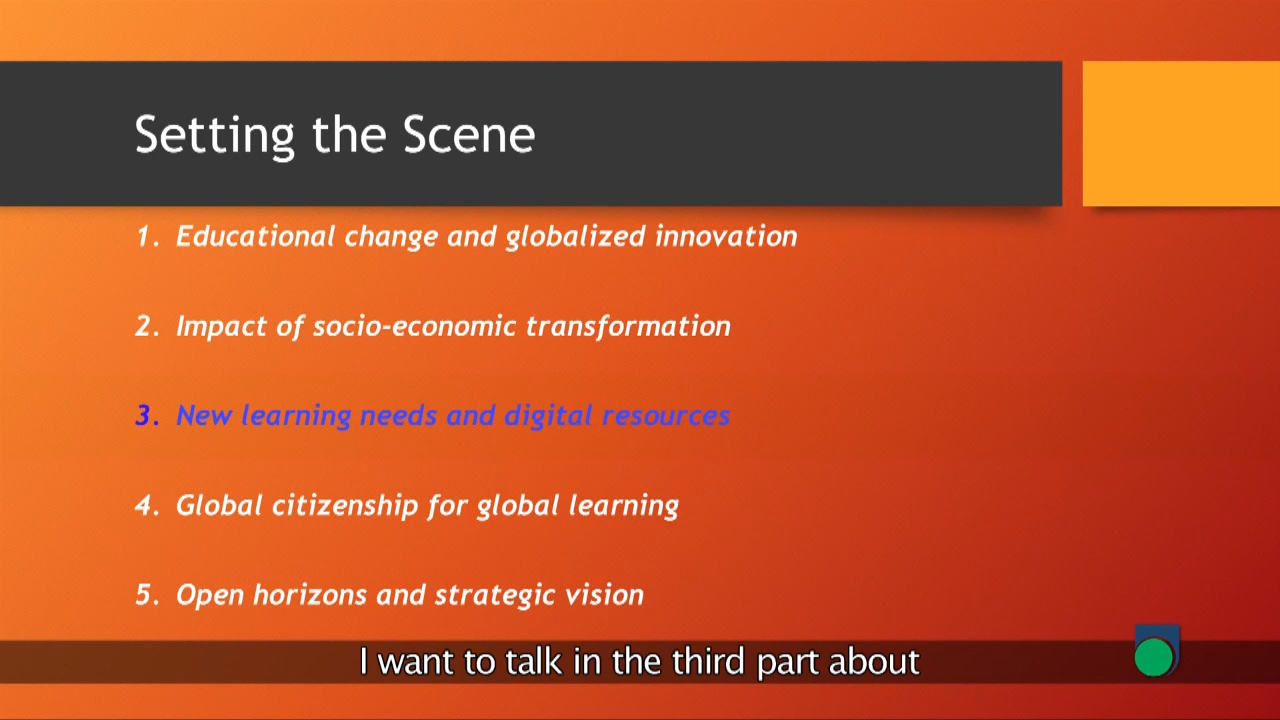 Setting the Scene
1. Educational change and globalized innovation
2. Impact of socio-economic transformation
3. New learning needs and digital resources
4. Global citizenship for global learning
5. Open horizons and strategic vision
I want to talk in the third part about